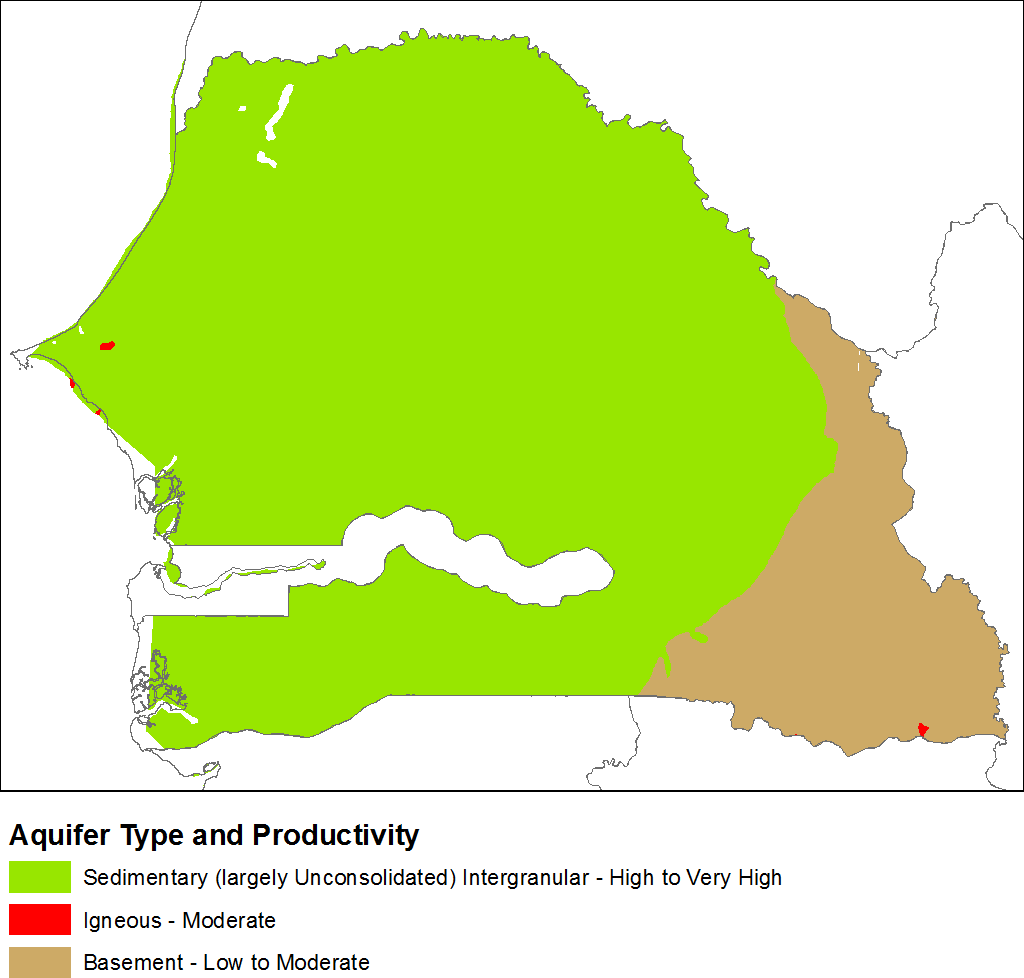 Aquifer Type and Productivity
Sedimentary (largely Unconsolidated) Intergranular - High to Very High
Igneous - Moderate
Basement - Low to Moderate